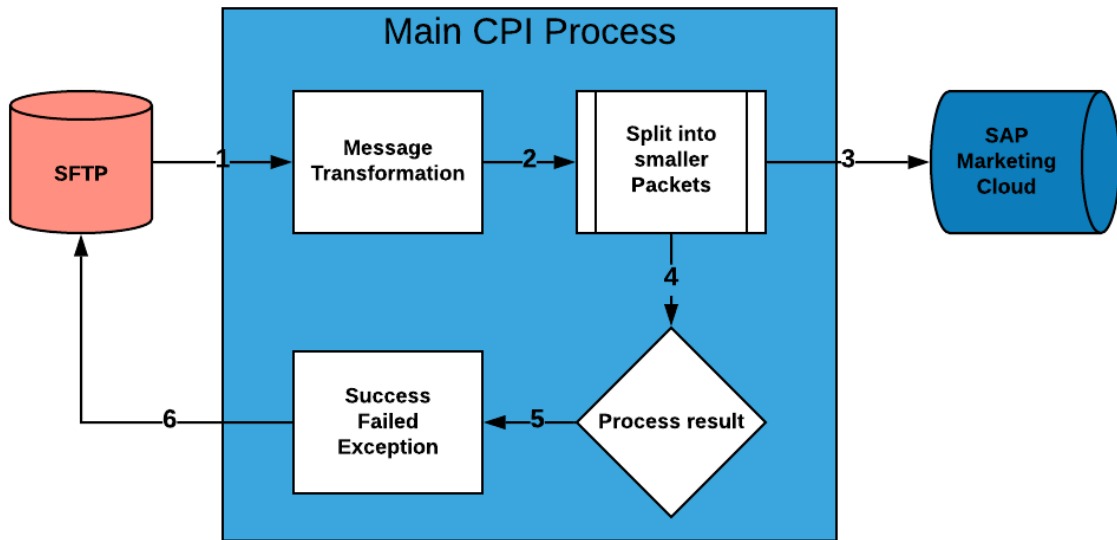 Main CPI Process
SFTP
1
Message
Transformation
2
Split into
smaller
Packets
3
SAP
Marketing
Cloud
4
Process result
5
Success
Failed
Exception
6